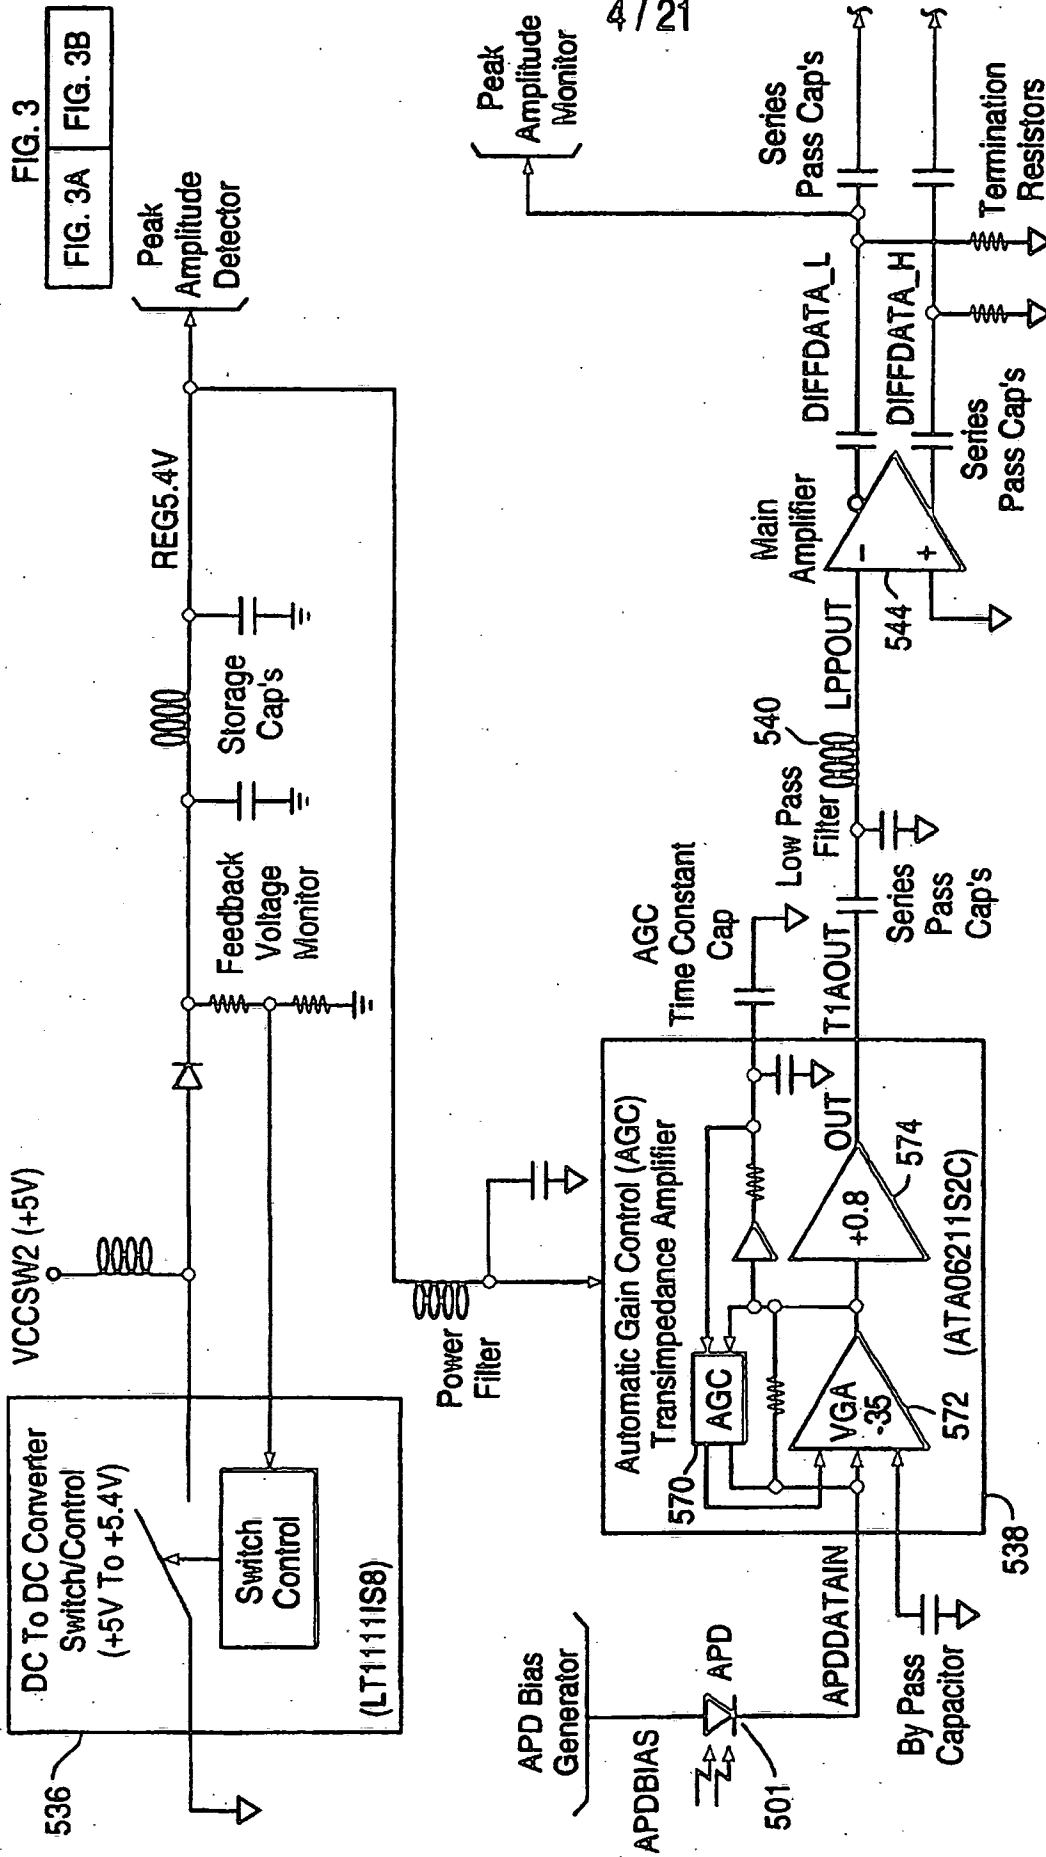 4/21
FIG. 3
FIG. 3A
FIG. 3B
DC To DC Converter
Switch/Control
(+5V To +5.4V)
Switch
Control
(LT1111IS8)
536
VCCSW2 (+5V)
Feedback
Voltage
Monitor
Storage
Cap's
REG5.4V
Peak
Amplitude
Detector
Power
Filter
Peak
Amplitude
Monitor
APD Bias
Generator
APDBIAS
APD
501
APDDATAIN
By Pass
Capacitor
Automatic Gain Control (AGC)
Transimpedance Amplifier
570
AGC
VGA
-35
572
+0.8
574
OUT
(ATA06211S2C)
538
AGC
Time Constant
Cap
T1AOUT
Series
Pass
Cap's
Low Pass
Filter
540
LPPOUT
Main
Amplifier
-
+
544
DIFFDATA_L
DIFFDATA_H
Series
Pass Cap's
Series
Pass Cap's
Termination
Resistors